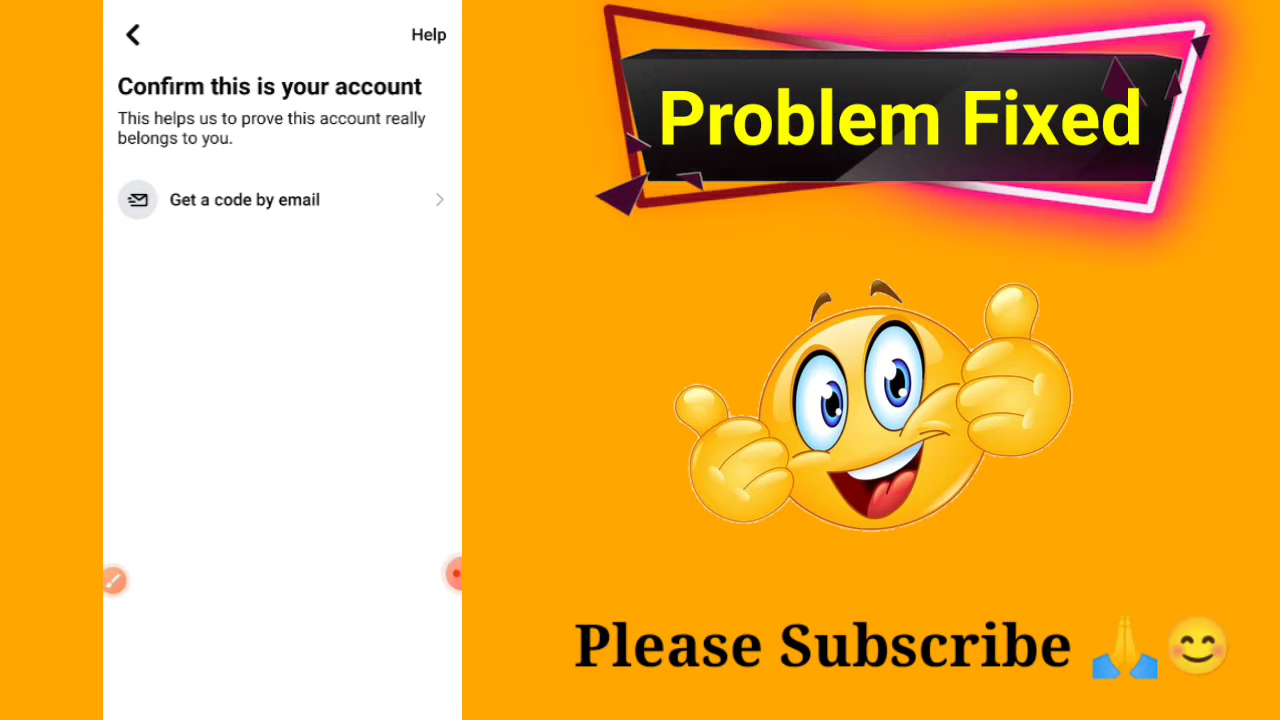 Help
Confirm this is your account
This helps us to prove this account really
belongs to you.
Get a code by email
Problem Fixed
Please Subscribe 🙏😊